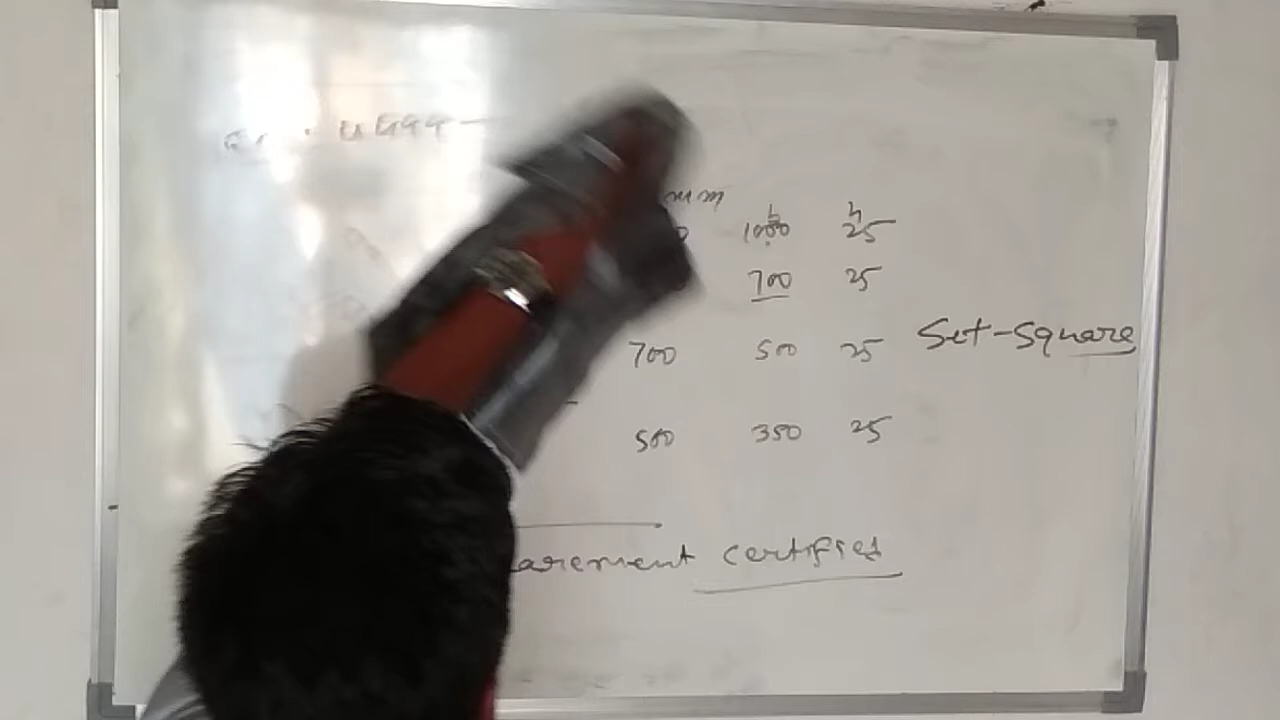 mm
1000 25
700 25
700 500 25
Set-Square
500 350 25
arement certified